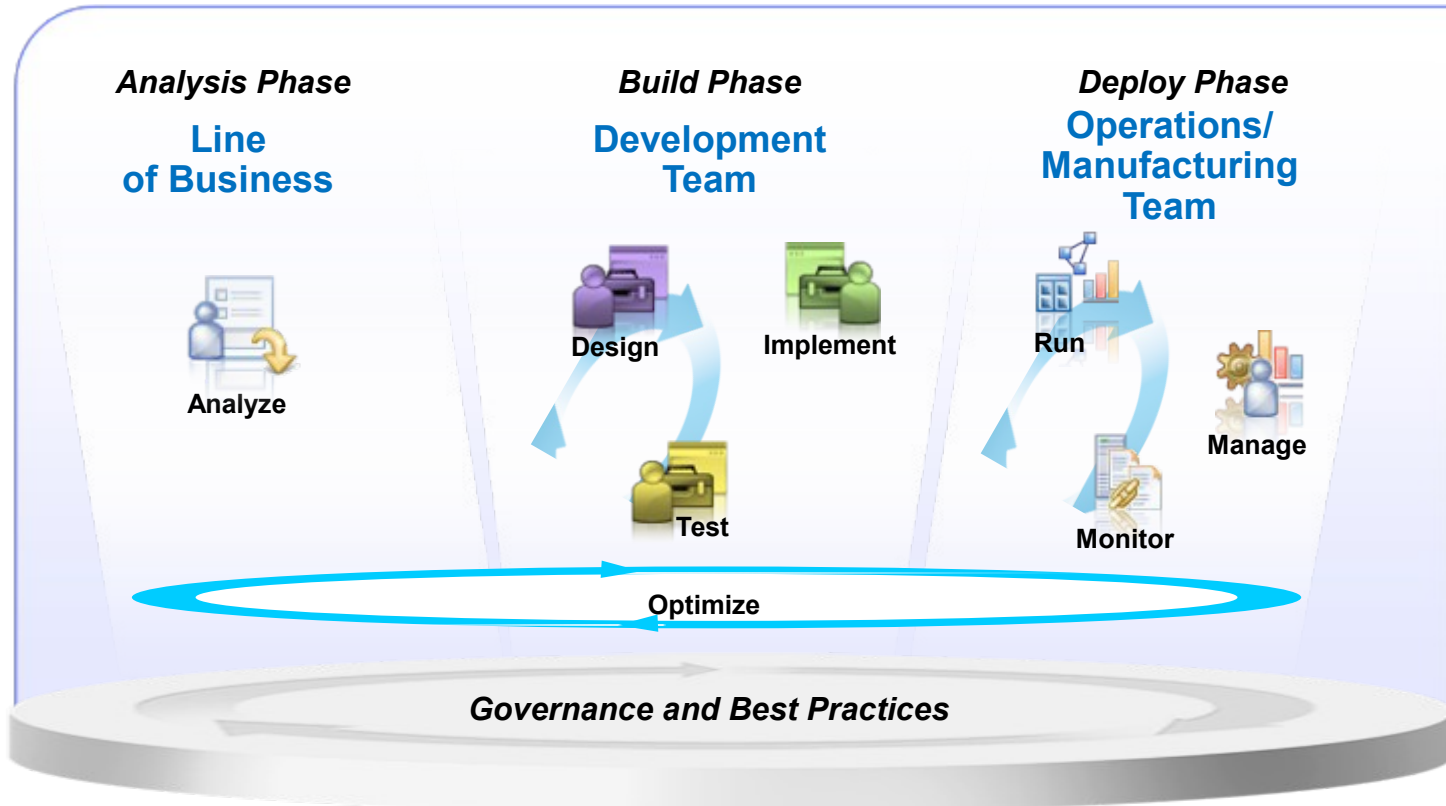 Analysis Phase
Line
of Business
Analyze
Build Phase
Development
Team
Design
Implement
Test
Deploy Phase
Operations/
Manufacturing
Team
Run
Manage
Monitor
Optimize
Governance and Best Practices